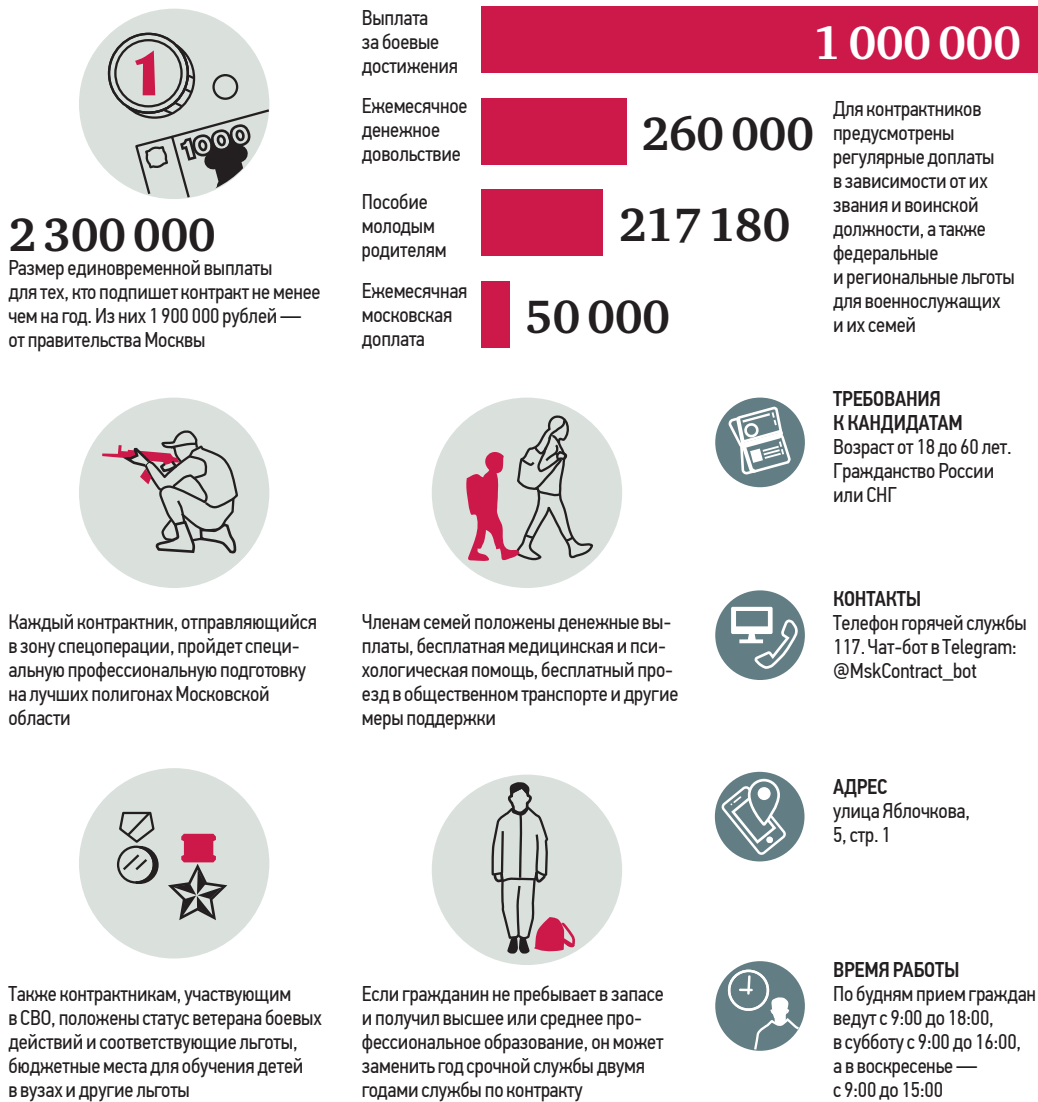 1
1000
2 300 000
Размер единовременной выплаты
для тех, кто подпишет контракт не менее
чем на год. Из них 1 900 000 рублей —
от правительства Москвы
Выплата
за боевые
достижения
1 000 000
Ежемесячное
денежное
довольствие
260 000
Пособие
молодым
родителям
217 180
Ежемесячная
московская
доплата
50 000
Для контрактников
предусмотрены
регулярные доплаты
в зависимости от их
звания и воинской
должности, а также
федеральные
и региональные льготы
для военнослужащих
и их семей
Каждый контрактник, отправляющийся
в зону спецоперации, пройдет специ-
альную профессиональную подготовку
на лучших полигонах Московской
области
Членам семей положены денежные вы-
платы, бесплатная медицинская и пси-
хологическая помощь, бесплатный про-
езд в общественном транспорте и другие
меры поддержки
ТРЕБОВАНИЯ
К КАНДИДАТАМ
Возраст от 18 до 60 лет.
Гражданство России
или СНГ
КОНТАКТЫ
Телефон горячей службы
117. Чат-бот в Telegram:
@MskContract_bot
Также контрактникам, участвующим
в СВО, положены статус ветерана боевых
действий и соответствующие льготы,
бюджетные места для обучения детей
в вузах и другие льготы
Если гражданин не пребывает в запасе
и получил высшее или среднее про-
фессиональное образование, он может
заменить год срочной службы двумя
годами службы по контракту
АДРЕС
улица Яблочкова,
5, стр. 1
ВРЕМЯ РАБОТЫ
По будням прием граждан
ведут с 9:00 до 18:00,
в субботу с 9:00 до 16:00,
а в воскресенье —
с 9:00 до 15:00